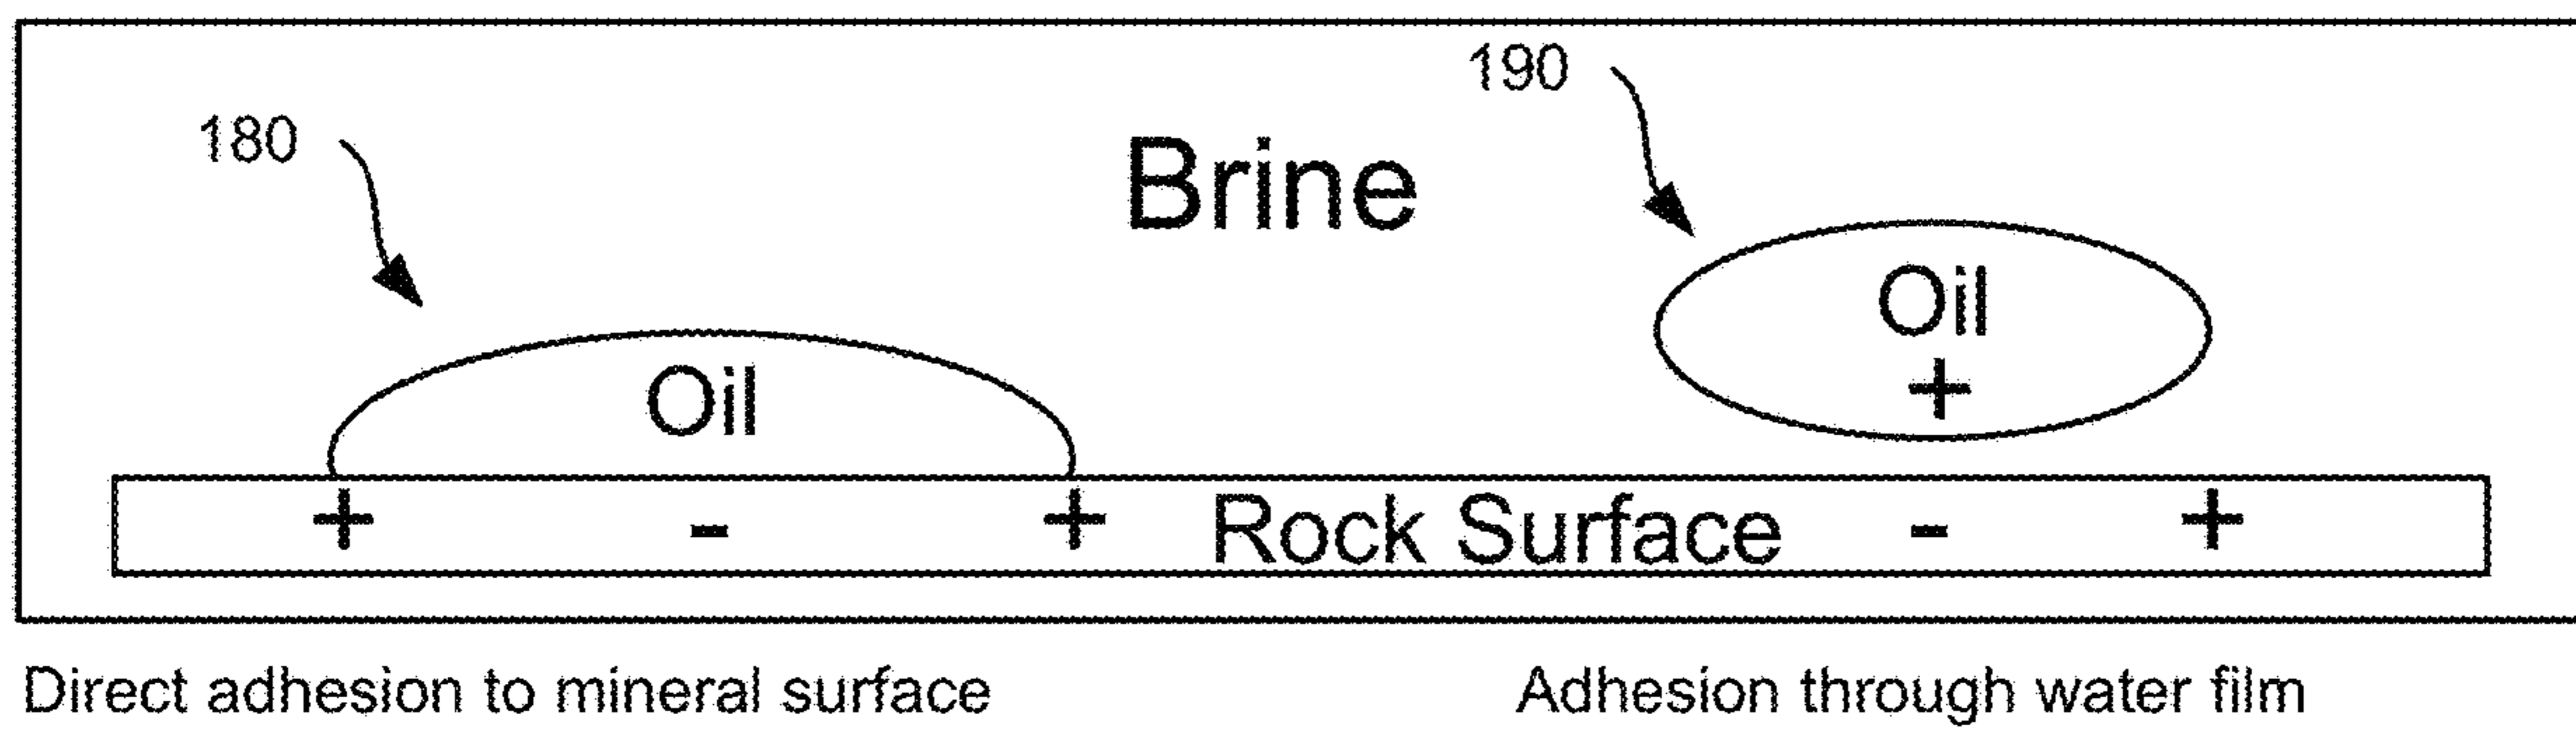 190
180
Brine
Oil
+
Oil
+ - + Rock Surface - +
Direct adhesion to mineral surface
Adhesion through water film